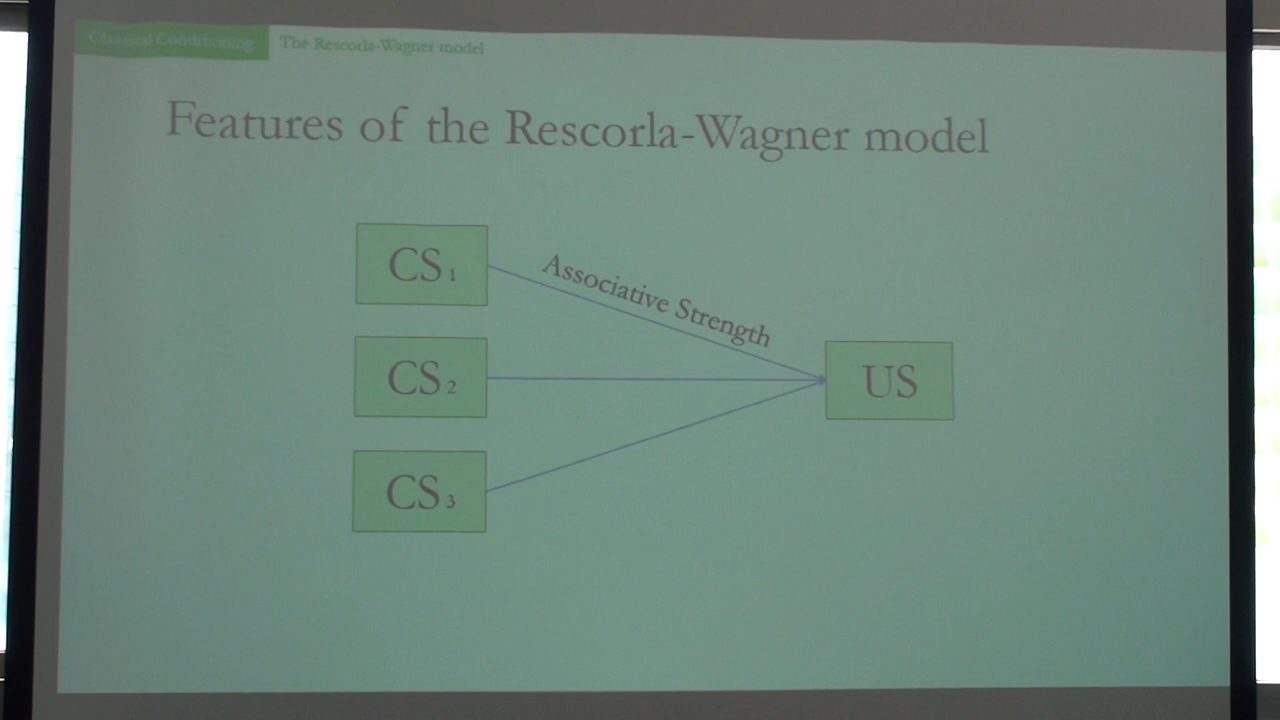 Classical Conditioning The Rescorla-Wagner model
Features of the Rescorla-Wagner model
CS 1
Associative Strength
CS 2
US
CS 3